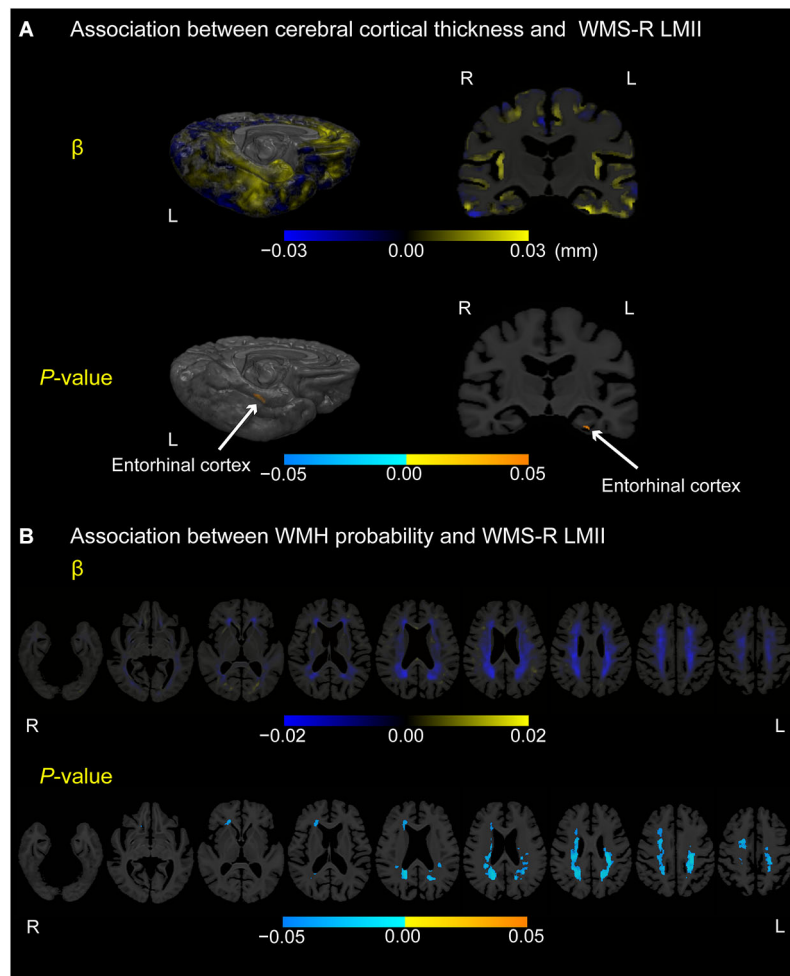 A Association between cerebral cortical thickness and WMS-R LMII
R L
β
L
−0.03 0.00 0.03 (mm)
R L
P-value
L
Entorhinal cortex
−0.05 0.00 0.05
Entorhinal cortex
B Association between WMH probability and WMS-R LMII
β
R L
−0.02 0.00 0.02
P-value
R L
−0.05 0.00 0.05